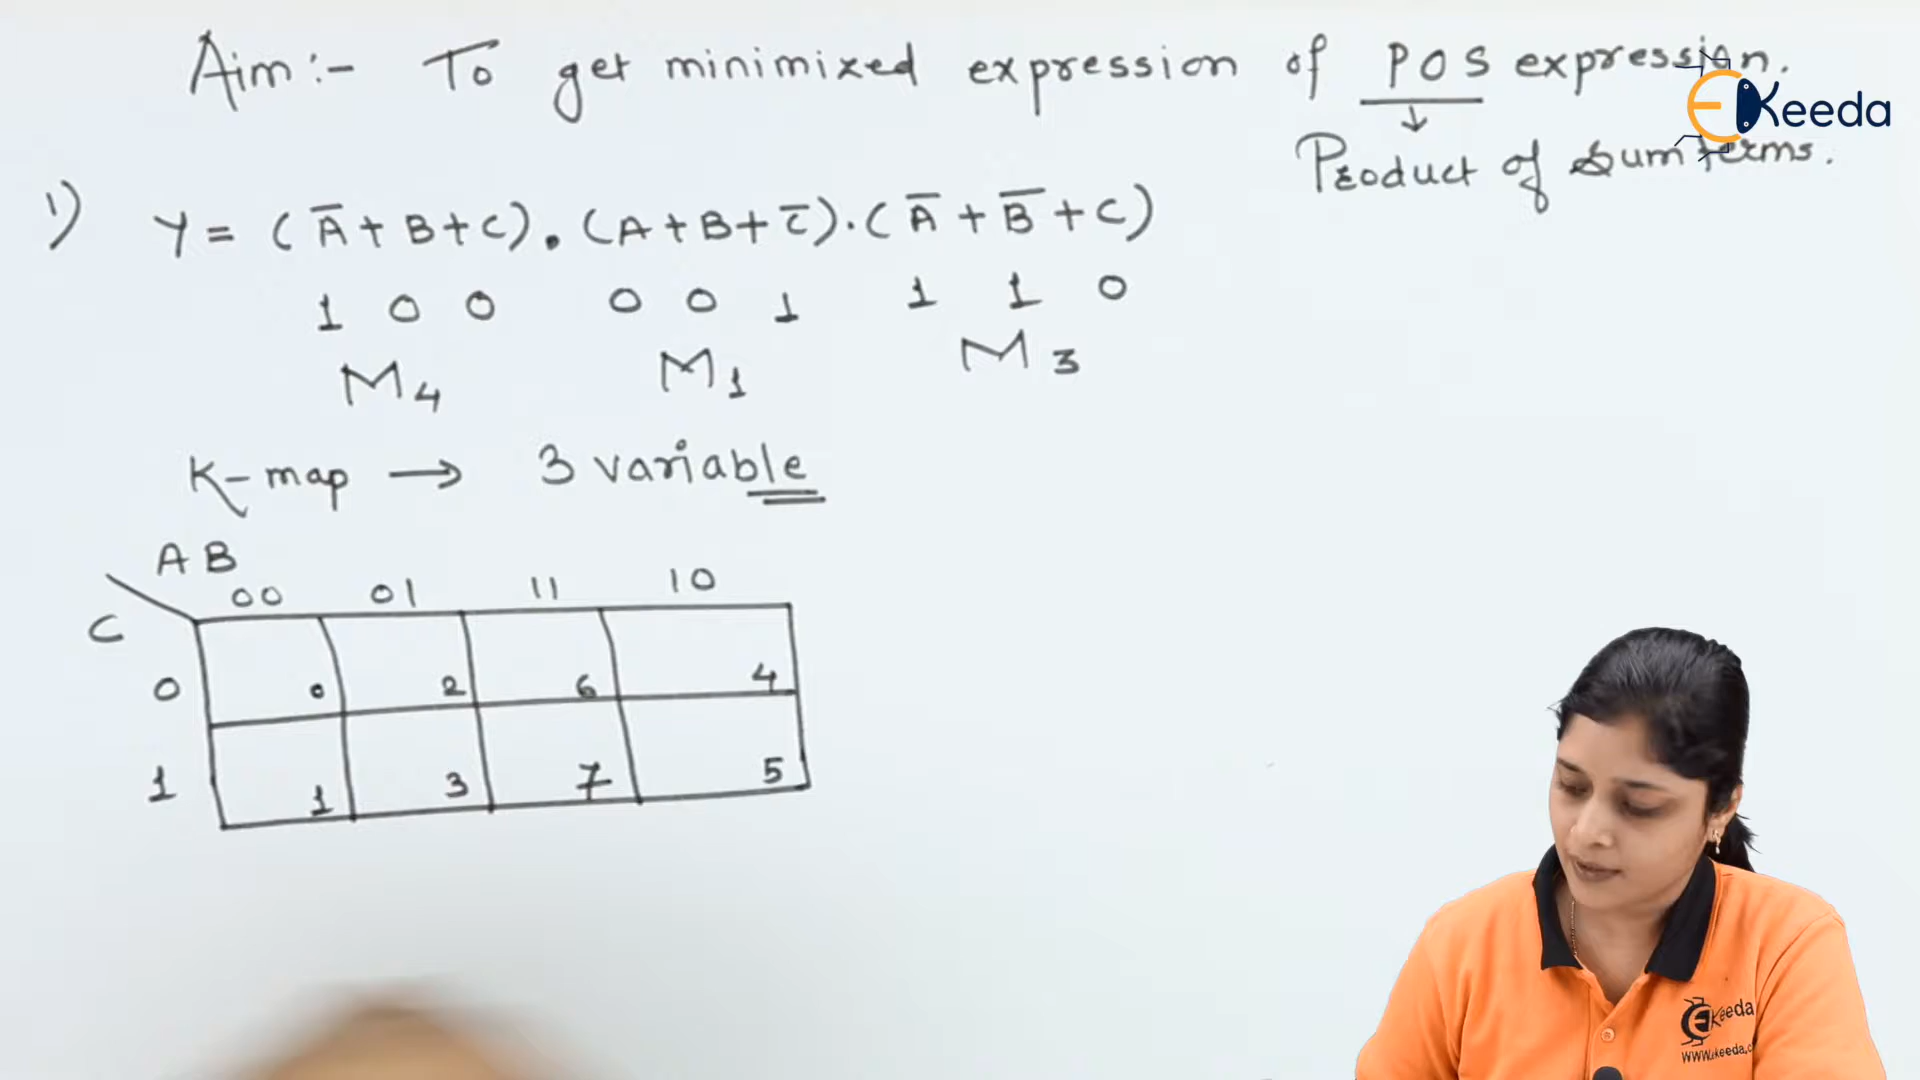 Aim:- To get minimized expression of POS expression.
↓
EKeeda
Product of Sum terms.
1) Y = (A̅ + B + C) . (A + B + C̅) . (A̅ + B̅ + C)
1 0 0 0 0 1 1 1 0
M4 M1 M3
K-map → 3 variable
AB
00 01 11 10
C
0 0 2 6 4
1 1 3 7 5
EKeeda
www.ekeeda.c